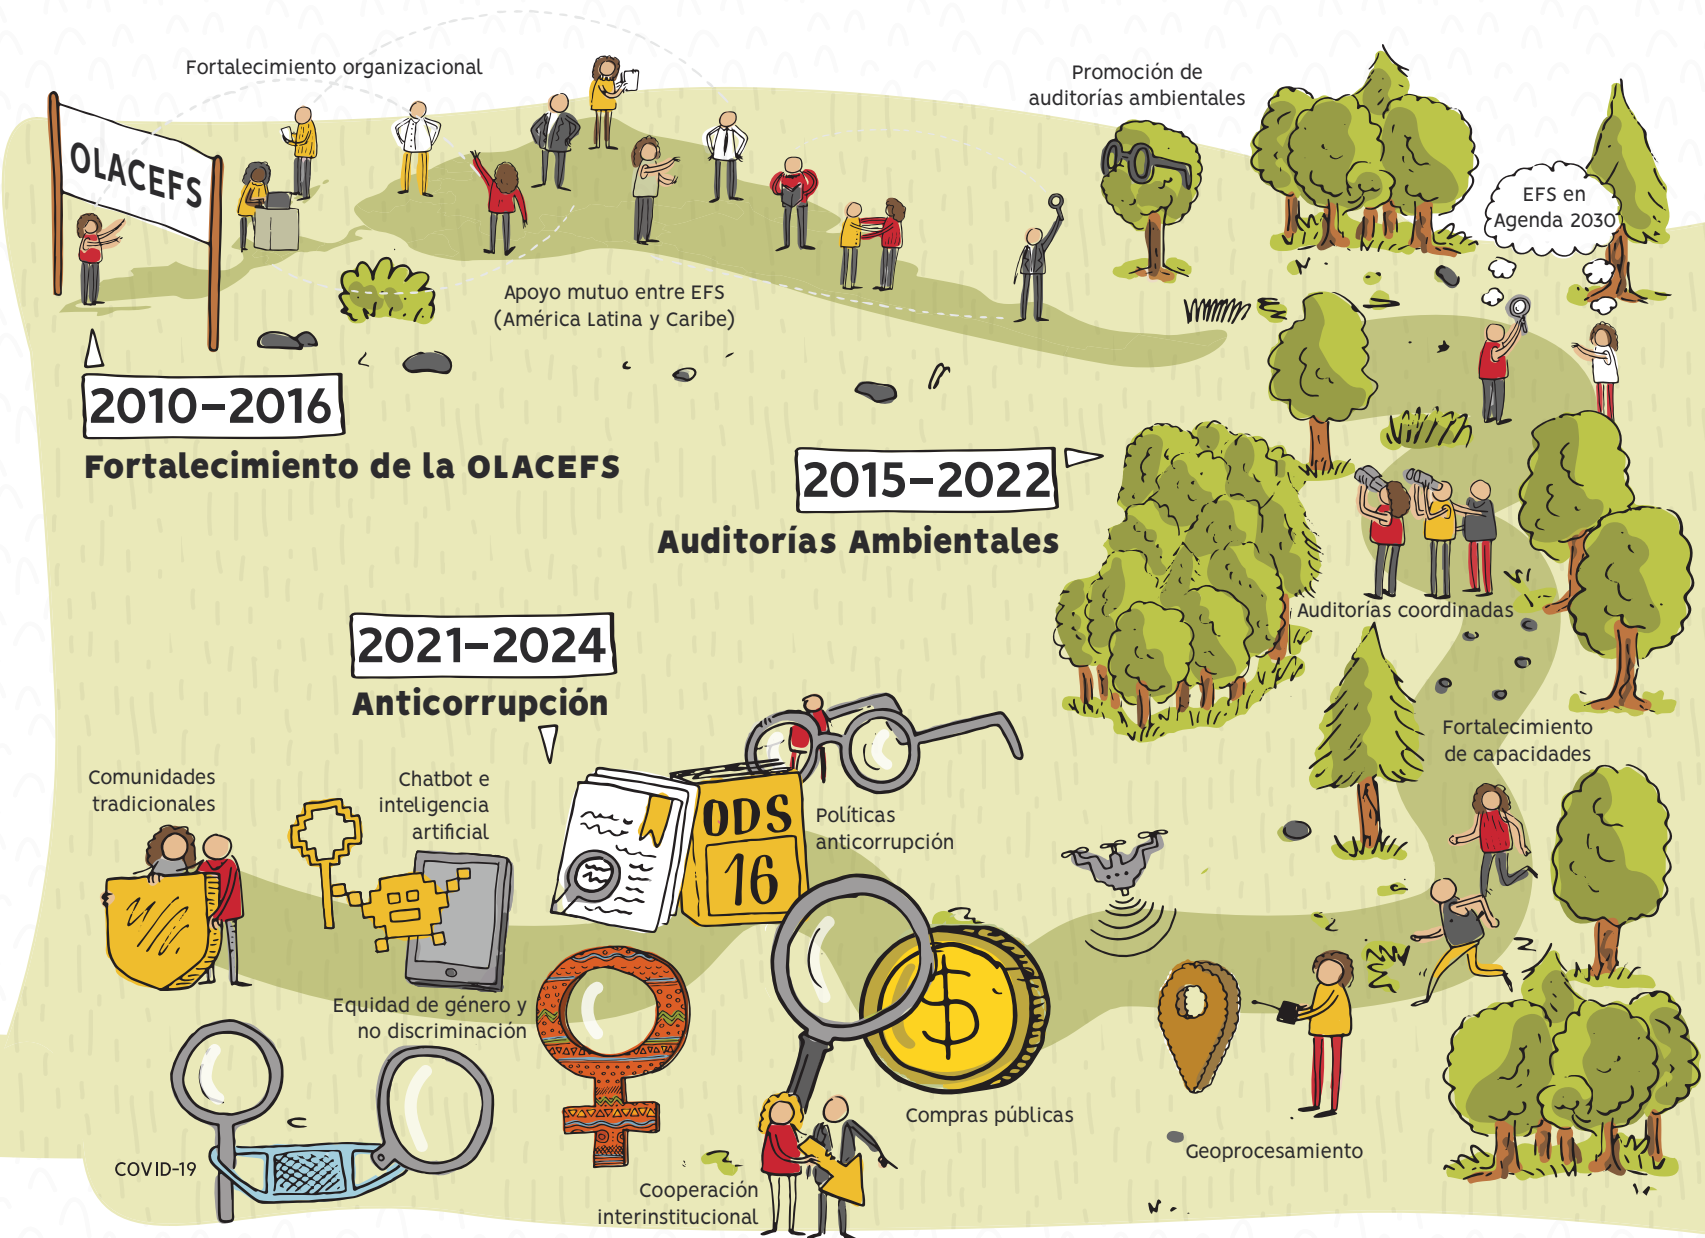 Fortalecimiento organizacional
OLACEFS
Apoyo mutuo entre EFS
(América Latina y Caribe)
2010–2016
Fortalecimiento de la OLACEFS
Promoción de
auditorías ambientales
EFS en
Agenda 2030
2015–2022
Auditorías Ambientales
Auditorías coordinadas
Fortalecimiento
de capacidades
Geoprocesamiento
2021–2024
Anticorrupción
ODS
16
Políticas
anticorrupción
$
Compras públicas
Cooperación
interinstitucional
Chatbot e
inteligencia
artificial
Equidad de género y
no discriminación
Comunidades
tradicionales
COVID-19